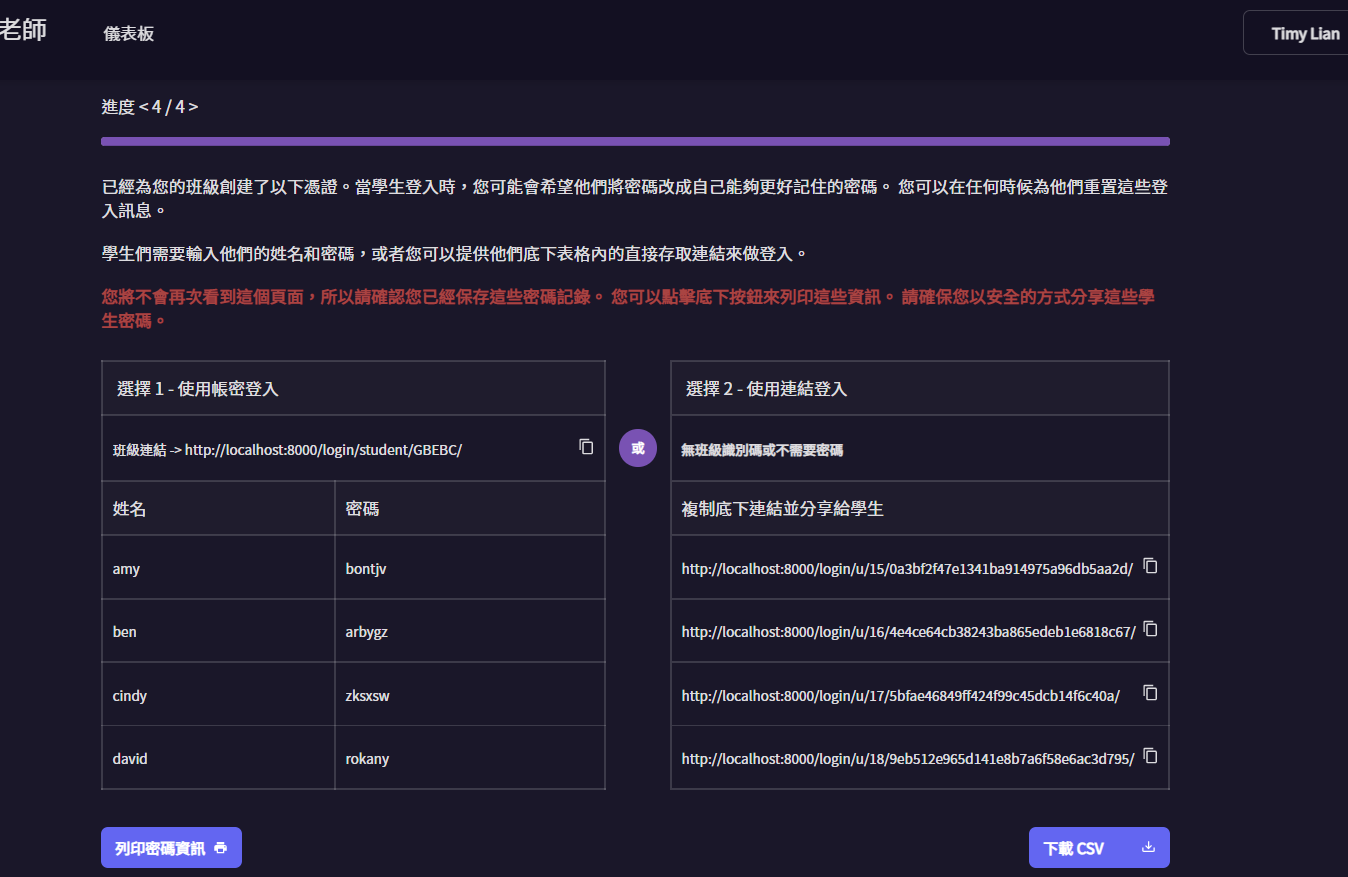 老師
儀表板
Timy Lian
進度 < 4 / 4 >
已經為您的班級創建了以下憑證。當學生登入時，您可能會希望他們將密碼改成自己能夠更好記住的密碼。 您可以在任何時候為他們重置這些登
入訊息。
學生們需要輸入他們的姓名和密碼，或者您可以提供他們底下表格內的直接存取連結來做登入。
您將不會再次看到這個頁面，所以請確認您已經保存這些密碼記錄。 您可以點擊底下按鈕來列印這些資訊。 請確保您以安全的方式分享這些學
生密碼。
選擇 1 - 使用帳密登入
班級連結 -> http://localhost:8000/login/student/GBEBC/
姓名 密碼
amy bontjv
ben arbygz
cindy zksxsw
david rokany
或
選擇 2 - 使用連結登入
無班級識別碼或不需要密碼
複制底下連結並分享給學生
http://localhost:8000/login/u/15/0a3bf2f47e1341ba914975a96db5aa2d/
http://localhost:8000/login/u/16/4e4ce64cb38243ba865edeb1e6818c67/
http://localhost:8000/login/u/17/5bfae46849ff424f99c45dcb14f6c40a/
http://localhost:8000/login/u/18/9eb512e965d141e8b7a6f58e6ac3d795/
列印密碼資訊
下載 CSV